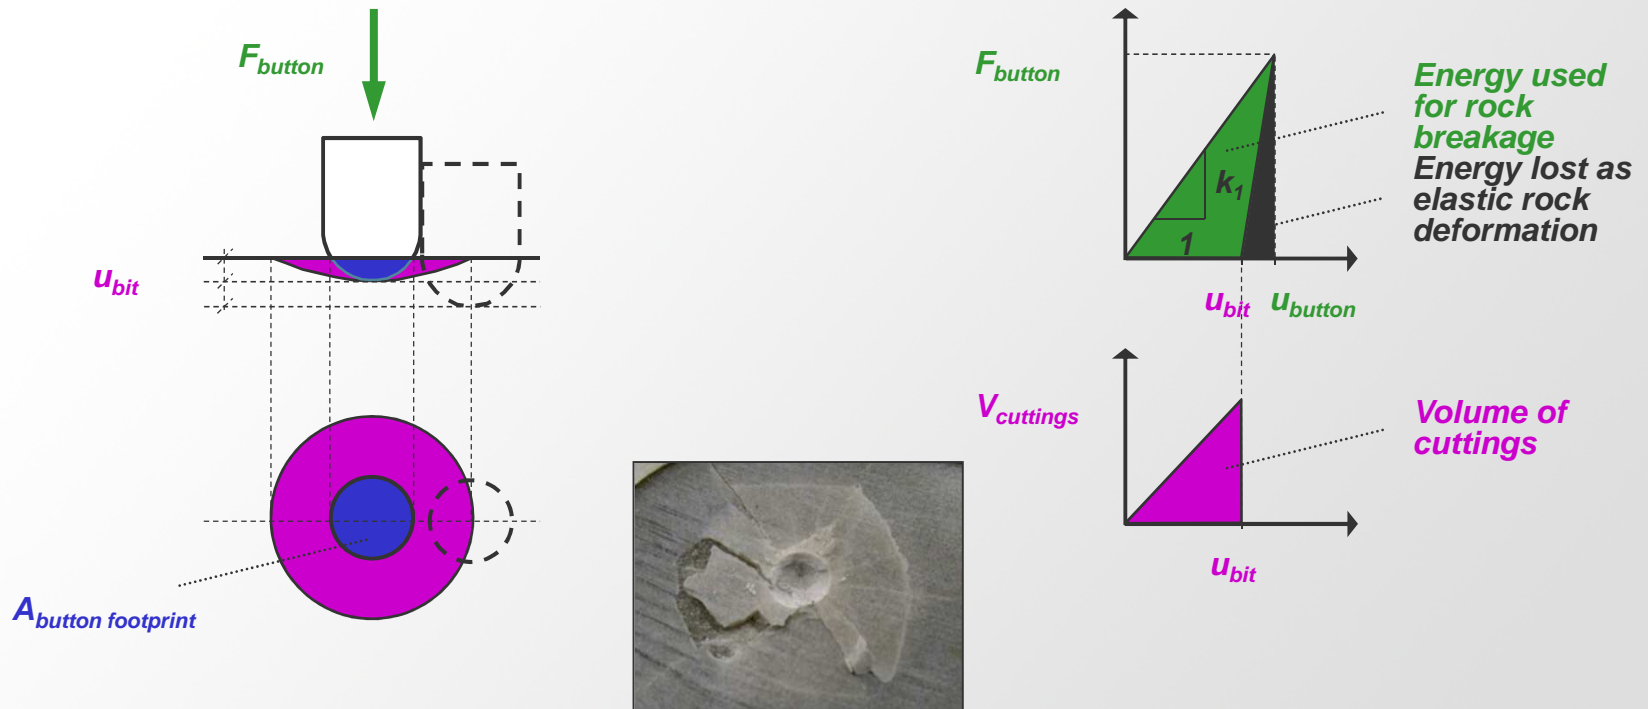 F_button
u_bit
A_button footprint
F_button
k_1
1
u_bit
u_button
Energy used
for rock
breakage
Energy lost as
elastic rock
deformation
V_cuttings
u_bit
Volume of
cuttings